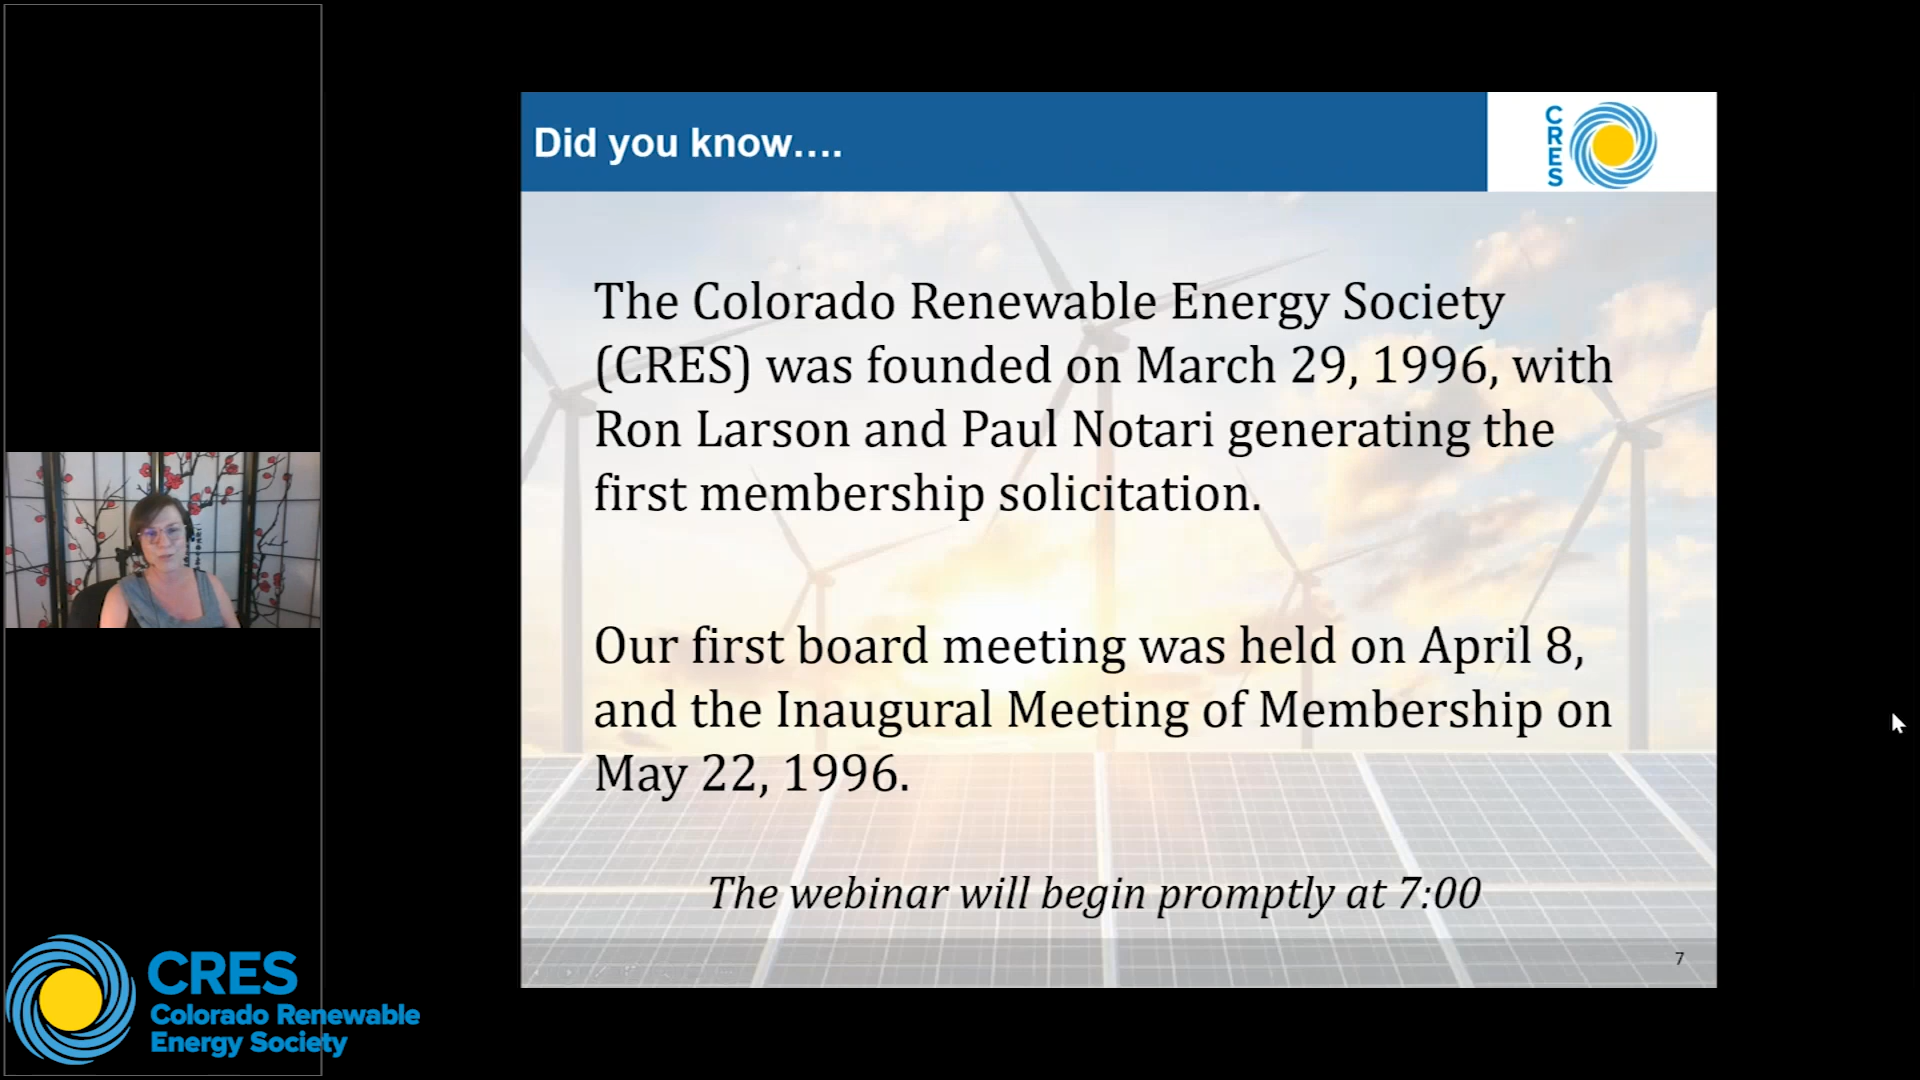 Did you know....
CRES
The Colorado Renewable Energy Society
(CRES) was founded on March 29, 1996, with
Ron Larson and Paul Notari generating the
first membership solicitation.
Our first board meeting was held on April 8,
and the Inaugural Meeting of Membership on
May 22, 1996.
The webinar will begin promptly at 7:00
7
CRES
Colorado Renewable
Energy Society